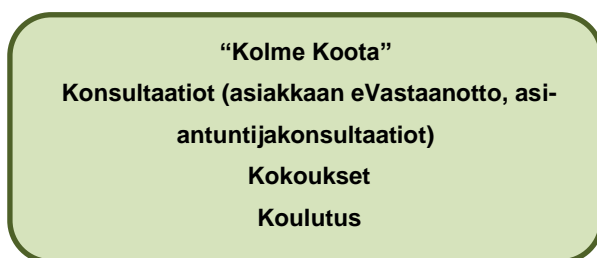 “Kolme Koota”
Konsultaatiot (asiakkaan eVastaanotto, asi-
antuntijakonsultaatiot)
Kokoukset
Koulutus